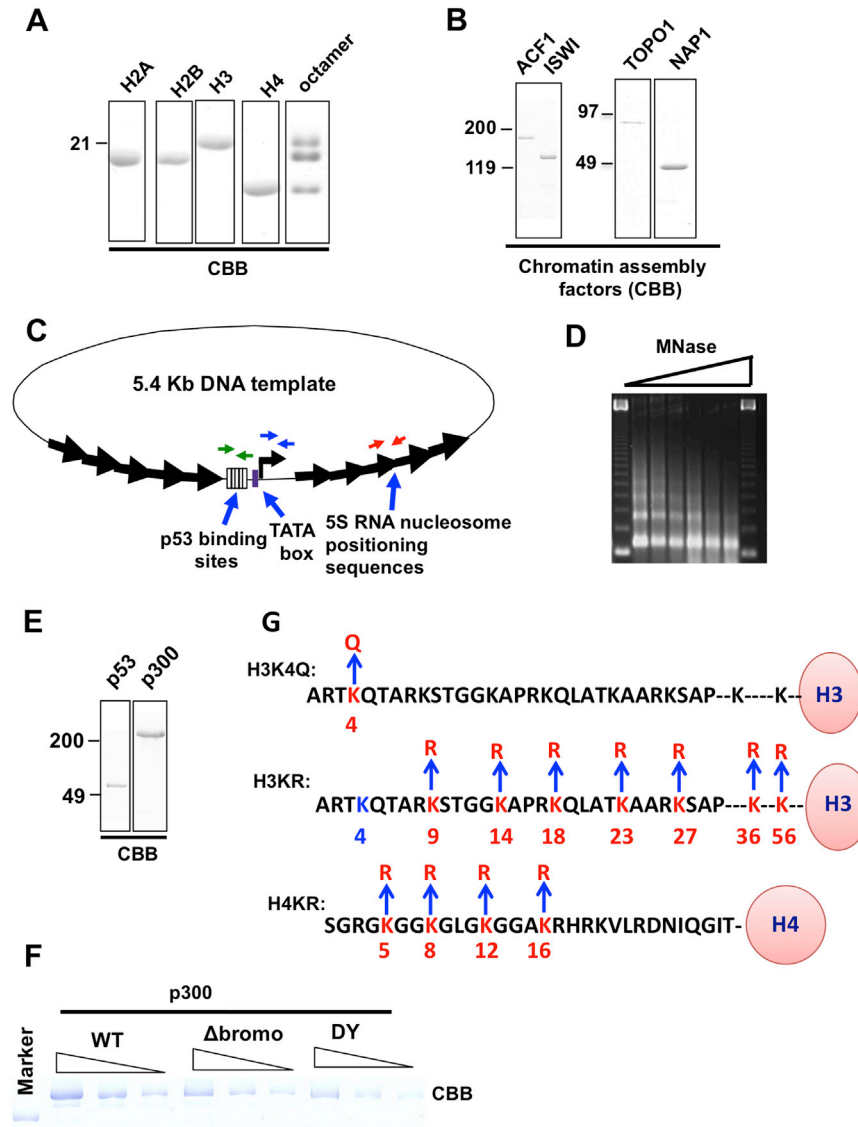 A
H2A H2B H3 H4 octamer
21
CBB
B
ACF1 ISWI TOPO1 NAP1
200
119
97
49
Chromatin assembly
factors (CBB)
C
5.4 Kb DNA template
p53 binding
sites
TATA
box
5S RNA nucleosome
positioning
sequences
D
MNase
E
p53 p300
200
49
CBB
G
Q
H3K4Q:
ARTKQTARKSTGGKAPRKQLATKAARKSAP--K----K-- H3
4
R R R R R R R
H3KR:
ARTKQTARKSTGGKAPRKQLATKAARKSAP---K--K-- H3
4 9 14 18 23 27 36 56
R R R R
H4KR:
SGRGKGGKGLGKGGAKRHRKVLRDNIQGIT- H4
5 8 12 16
F
p300
WT Δbromo DY
Marker
CBB